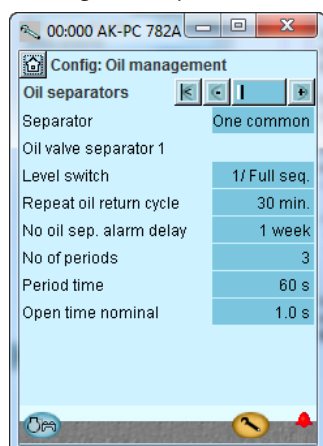 00:000 AK-PC 782A
Config: Oil management
Oil separators
Separator One common
Oil valve separator 1
Level switch 1/ Full seq.
Repeat oil return cycle 30 min.
No oil sep. alarm delay 1 week
No of periods 3
Period time 60 s
Open time nominal 1.0 s